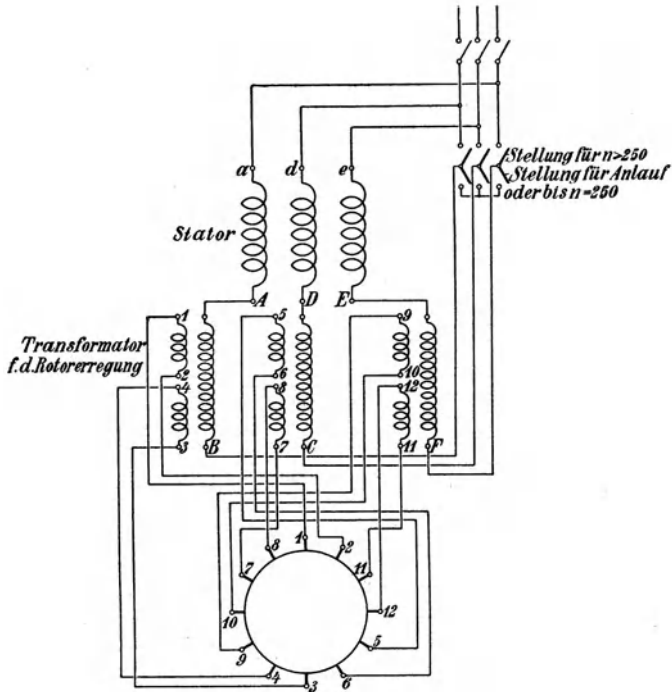 a
d
e
Stellung für n>250
Stellung für Anlauf
oder bis n=250
Stator
A
D
E
1
5
9
Transformator
f.d.Rotorerregung
2
4
6
8
10
12
3
B
7
C
11
F
1
8
2
7
11
10
12
9
5
4
3
6